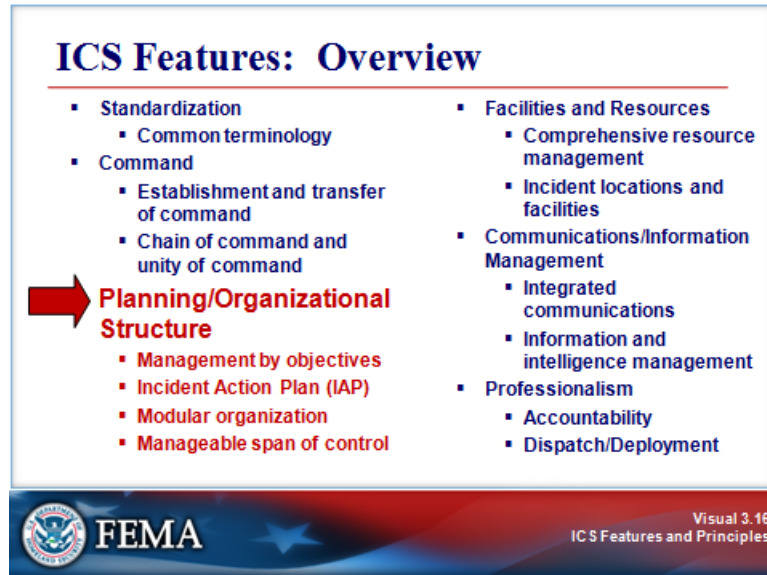 ICS Features: Overview
Standardization
Common terminology
Command
Establishment and transfer
of command
Chain of command and
unity of command
Planning/Organizational
Structure
Management by objectives
Incident Action Plan (IAP)
Modular organization
Manageable span of control
Facilities and Resources
Comprehensive resource
management
Incident locations and
facilities
Communications/Information
Management
Integrated
communications
Information and
intelligence management
Professionalism
Accountability
Dispatch/Deployment
FEMA
Visual 3.16
ICS Features and Principles